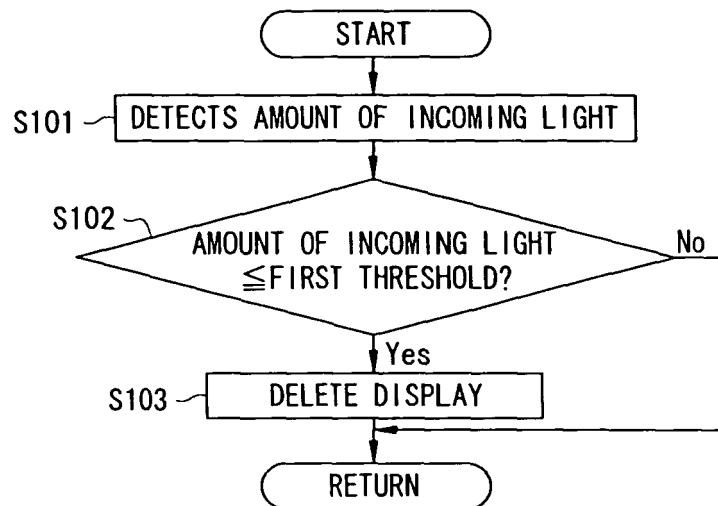 START
S101 DETECTS AMOUNT OF INCOMING LIGHT
S102
AMOUNT OF INCOMING LIGHT
≦FIRST THRESHOLD?
No
Yes
S103 DELETE DISPLAY
RETURN